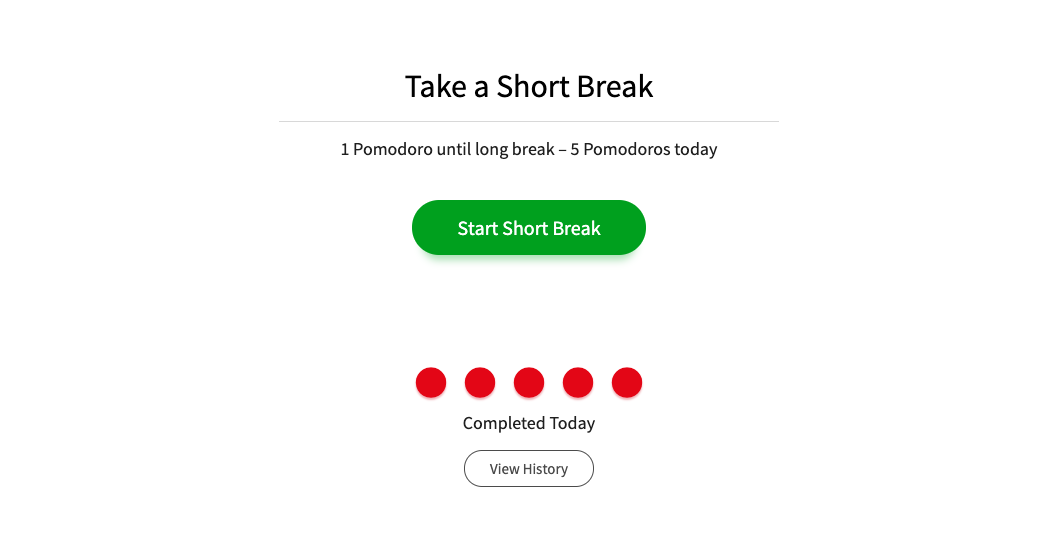 Take a Short Break
1 Pomodoro until long break – 5 Pomodoros today
Start Short Break
Completed Today
View History